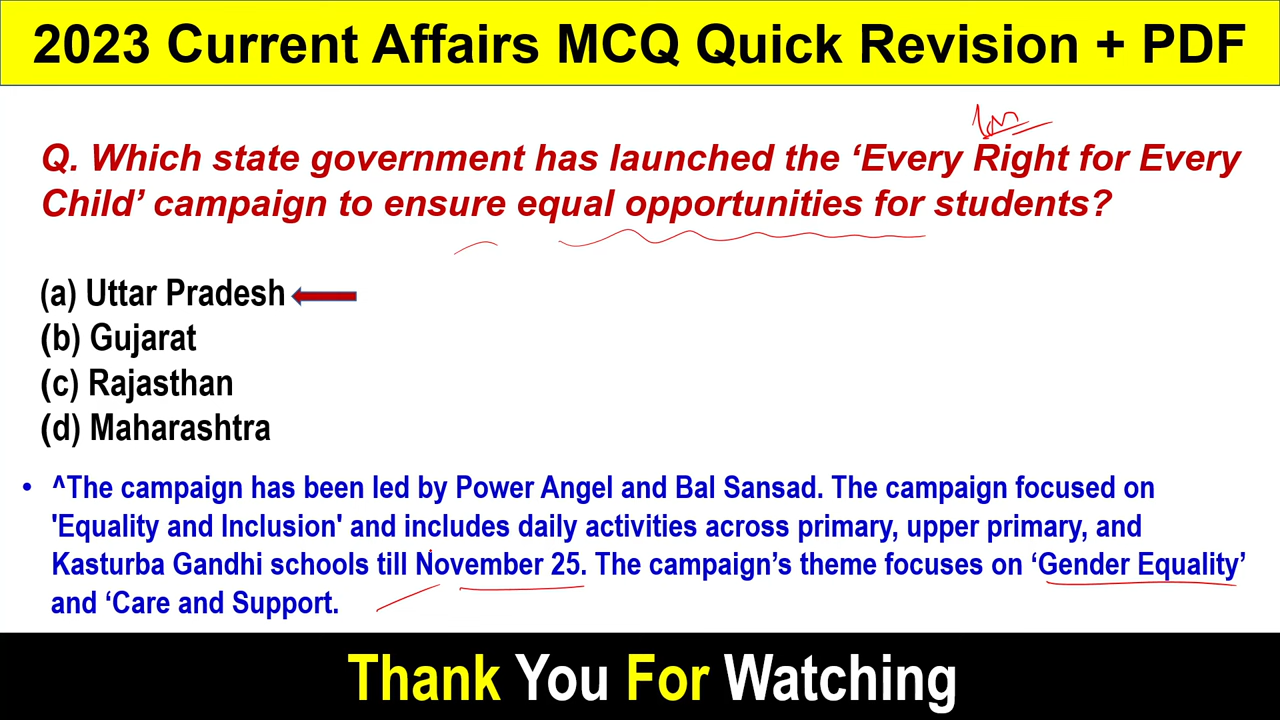 2023 Current Affairs MCQ Quick Revision + PDF
Q. Which state government has launched the ‘Every Right for Every
Child’ campaign to ensure equal opportunities for students?
(a) Uttar Pradesh
(b) Gujarat
(c) Rajasthan
(d) Maharashtra
• ^The campaign has been led by Power Angel and Bal Sansad. The campaign focused on
'Equality and Inclusion' and includes daily activities across primary, upper primary, and
Kasturba Gandhi schools till November 25. The campaign’s theme focuses on ‘Gender Equality’
and ‘Care and Support.
Thank You For Watching